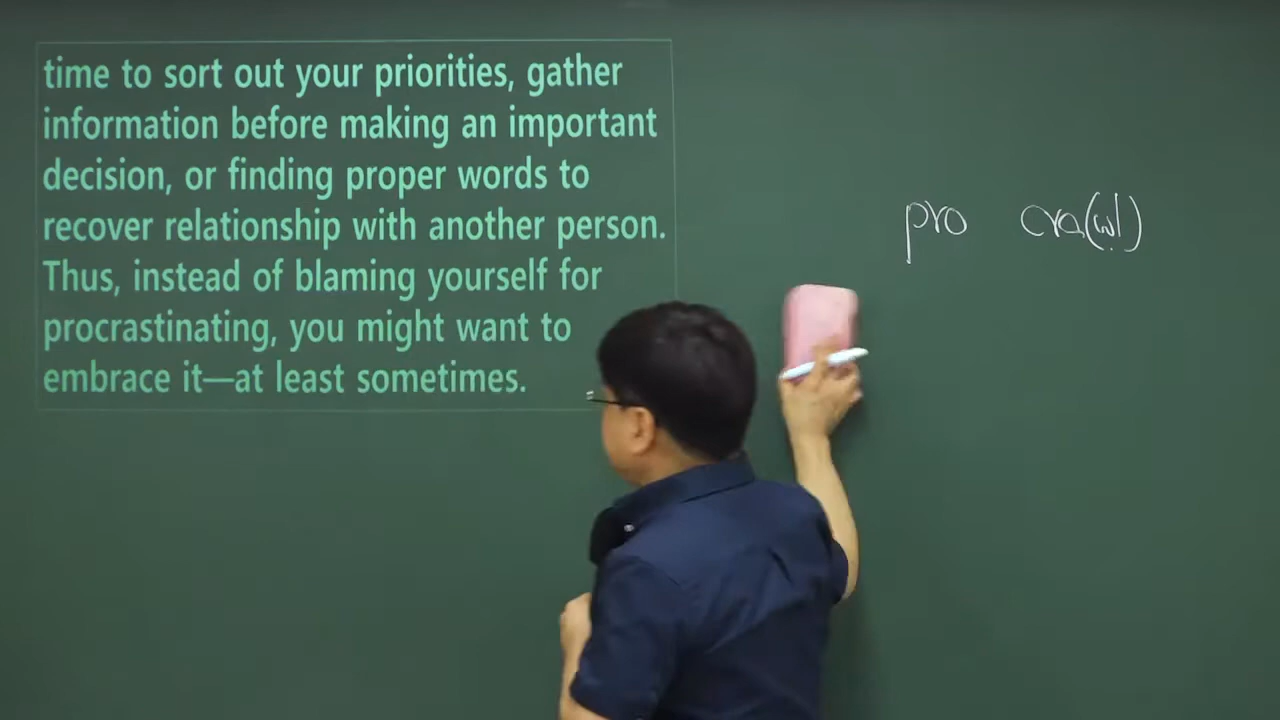 time to sort out your priorities, gather
information before making an important
decision, or finding proper words to
recover relationship with another person.
Thus, instead of blaming yourself for
procrastinating, you might want to
embrace it—at least sometimes.
pro cra(wl)